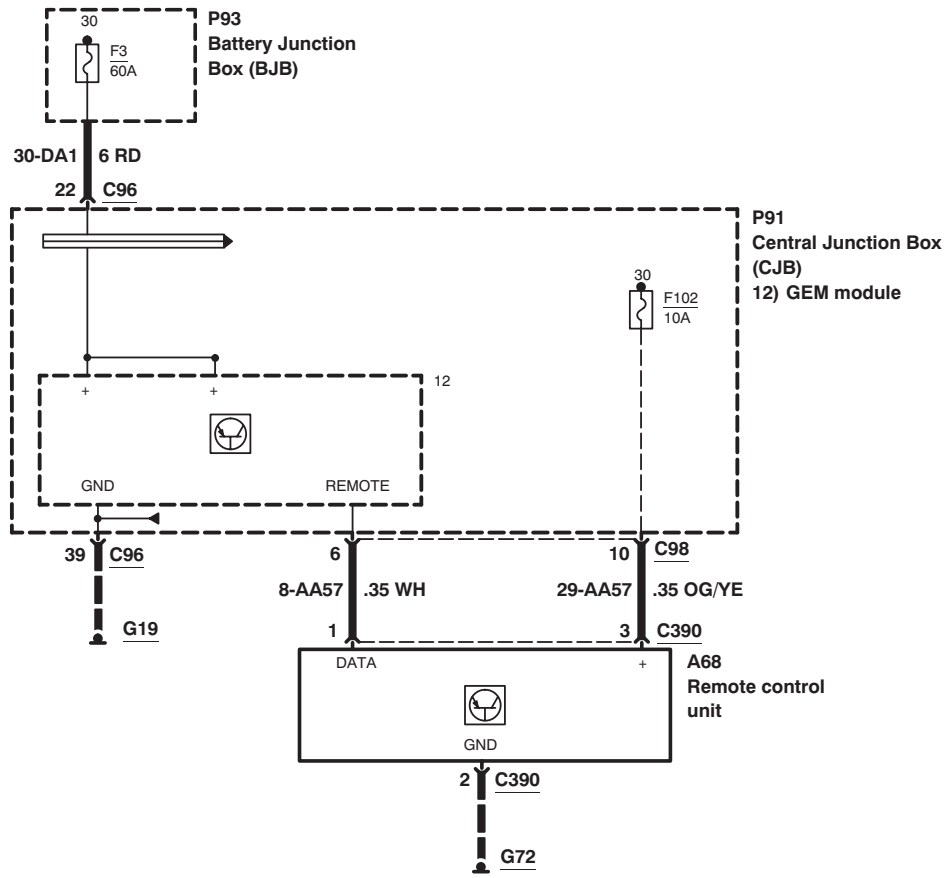 30
F3
60A
P93
Battery Junction
Box (BJB)
30-DA1
6 RD
22
C96
P91
Central Junction Box
(CJB)
12) GEM module
30
F102
10A
12
+
+
GND
REMOTE
39
C96
6
10
C98
8-AA57
.35 WH
29-AA57
.35 OG/YE
G19
1
3
C390
DATA
+
A68
Remote control
unit
GND
2
C390
G72